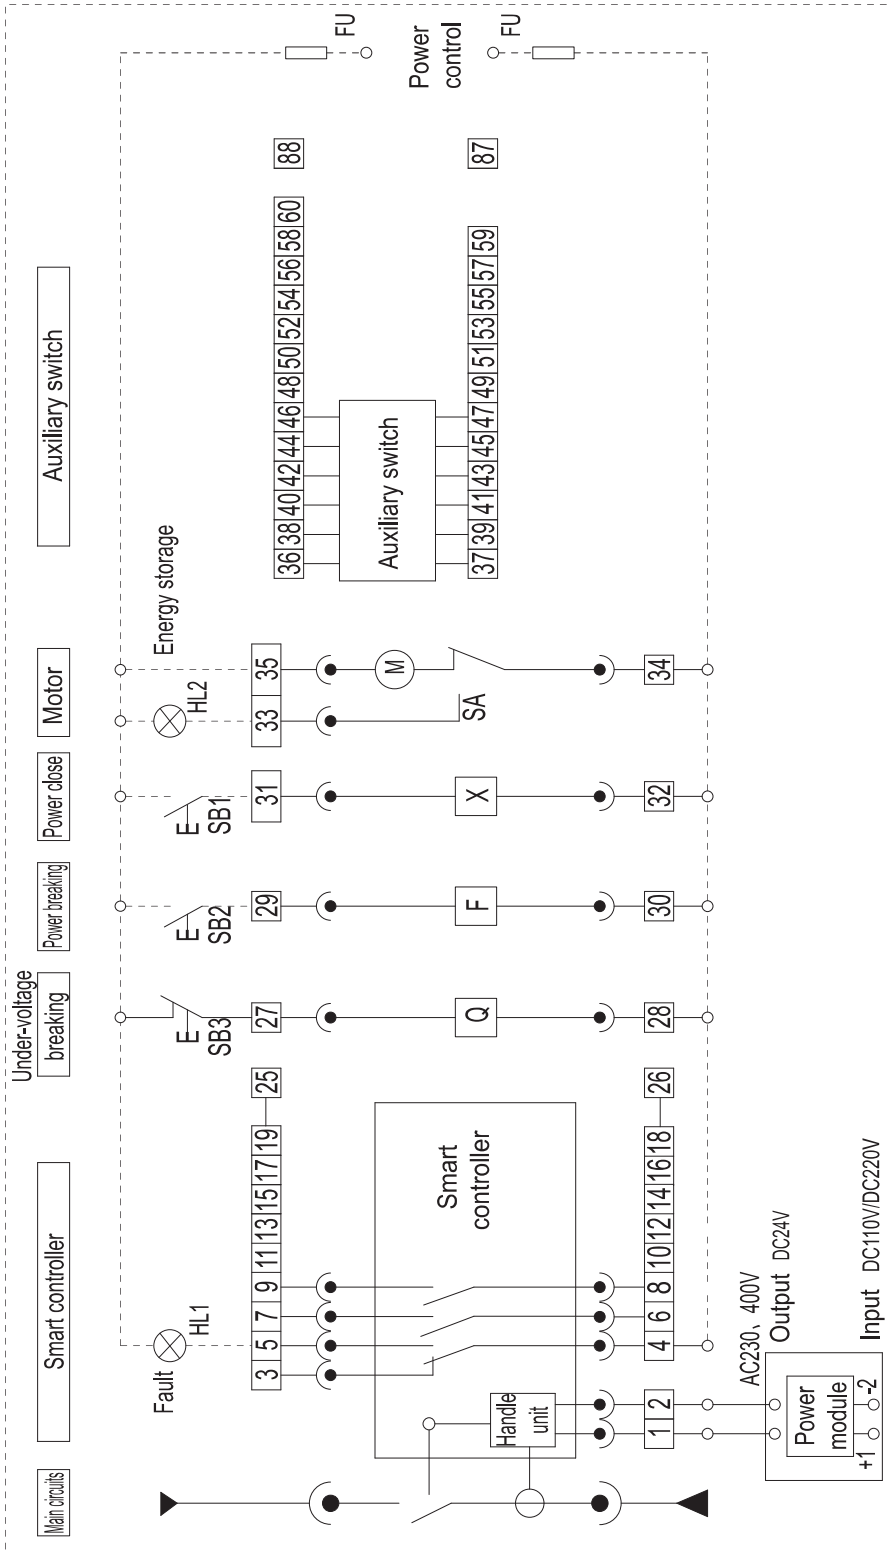 Main circuits
Smart controller
Under-voltage
breaking
Power breaking
Power close
Motor
Auxiliary switch
Fault
HL1
SB3
E
SB2
E
SB1
E
HL2
Energy storage
FU
Power
control
FU
3 5 7 9 11 13 15 17 19 25 27 29 31 33 35
36 38 40 42 44 46 48 50 52 54 56 58 60 88
Smart
controller
Handle
unit
Q
F
X
M
SA
Auxiliary switch
37 39 41 43 45 47 49 51 53 55 57 59 87
1 2 4 6 8 10 12 14 16 18 26 28 30 32 34
AC230、400V
Output DC24V
Power
module
+1 -2
Input DC110V/DC220V